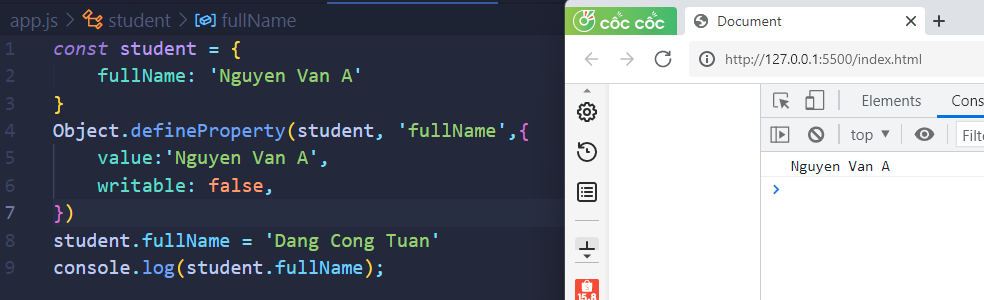 app.js > student > fullName
1 const student = {
2 fullName: 'Nguyen Van A'
3 }
4 Object.defineProperty(student, 'fullName',{
5 value:'Nguyen Van A',
6 writable: false,
7 })
8 student.fullName = 'Dang Cong Tuan'
9 console.log(student.fullName);
CỐC CỐC
Document
http://127.0.0.1:5500/index.html
Elements
Cons
top
Filte
Nguyen Van A
15.8